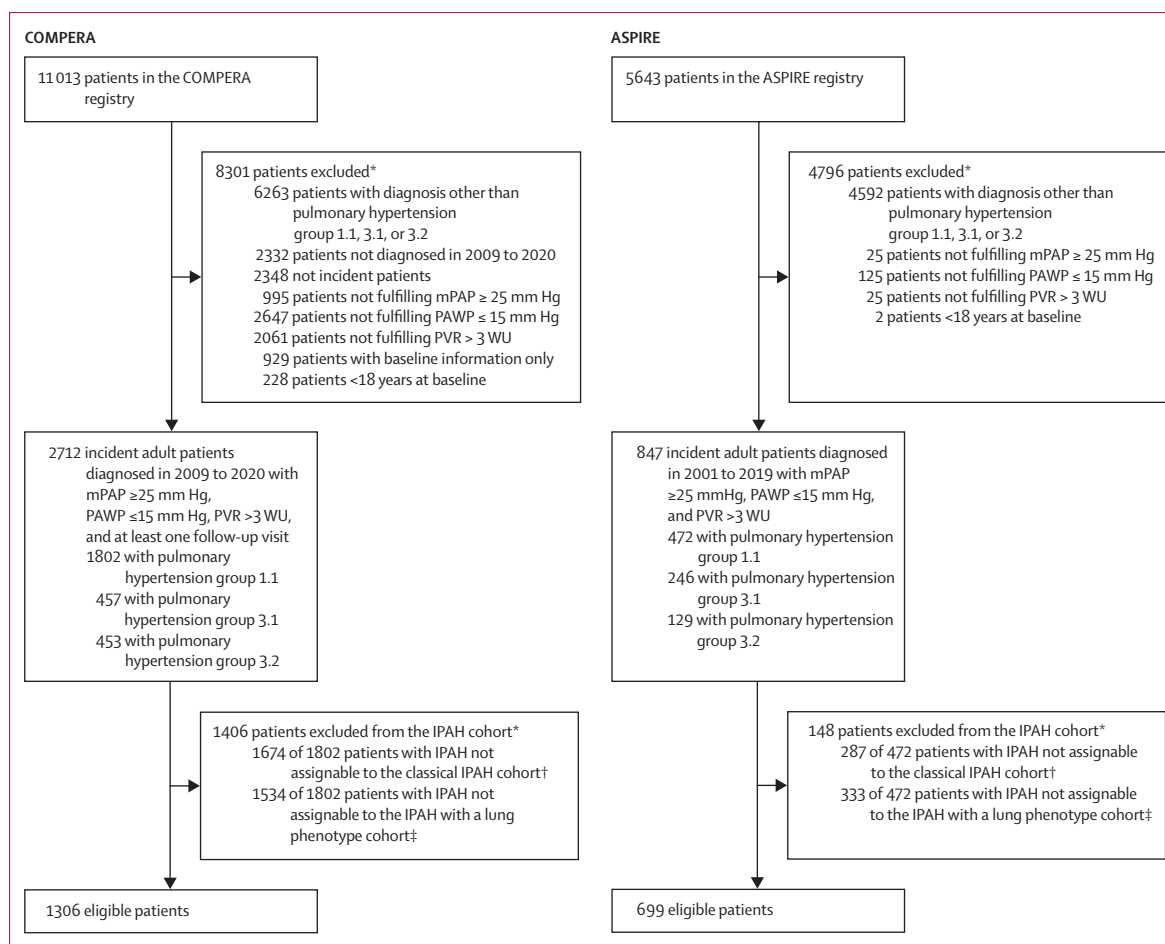 COMPERA
11 013 patients in the COMPERA
registry
8301 patients excluded*
6263 patients with diagnosis other than
pulmonary hypertension
group 1.1, 3.1, or 3.2
2332 patients not diagnosed in 2009 to 2020
2348 not incident patients
995 patients not fulfilling mPAP ≥ 25 mm Hg
2647 patients not fulfilling PAWP ≤ 15 mm Hg
2061 patients not fulfilling PVR > 3 WU
929 patients with baseline information only
228 patients <18 years at baseline
2712 incident adult patients
diagnosed in 2009 to 2020 with
mPAP ≥25 mm Hg,
PAWP ≤15 mm Hg, PVR >3 WU,
and at least one follow-up visit
1802 with pulmonary
hypertension group 1.1
457 with pulmonary
hypertension group 3.1
453 with pulmonary
hypertension group 3.2
1406 patients excluded from the IPAH cohort*
1674 of 1802 patients with IPAH not
assignable to the classical IPAH cohort†
1534 of 1802 patients with IPAH not
assignable to the IPAH with a lung
phenotype cohort‡
1306 eligible patients
ASPIRE
5643 patients in the ASPIRE registry
4796 patients excluded*
4592 patients with diagnosis other than
pulmonary hypertension
group 1.1, 3.1, or 3.2
25 patients not fulfilling mPAP ≥ 25 mm Hg
125 patients not fulfilling PAWP ≤ 15 mm Hg
25 patients not fulfilling PVR > 3 WU
2 patients <18 years at baseline
847 incident adult patients diagnosed
in 2001 to 2019 with mPAP
≥25 mmHg, PAWP ≤15 mm Hg,
and PVR >3 WU
472 with pulmonary hypertension
group 1.1
246 with pulmonary hypertension
group 3.1
129 with pulmonary hypertension
group 3.2
148 patients excluded from the IPAH cohort*
287 of 472 patients with IPAH not assignable
to the classical IPAH cohort†
333 of 472 patients with IPAH not assignable
to the IPAH with a lung phenotype cohort‡
699 eligible patients